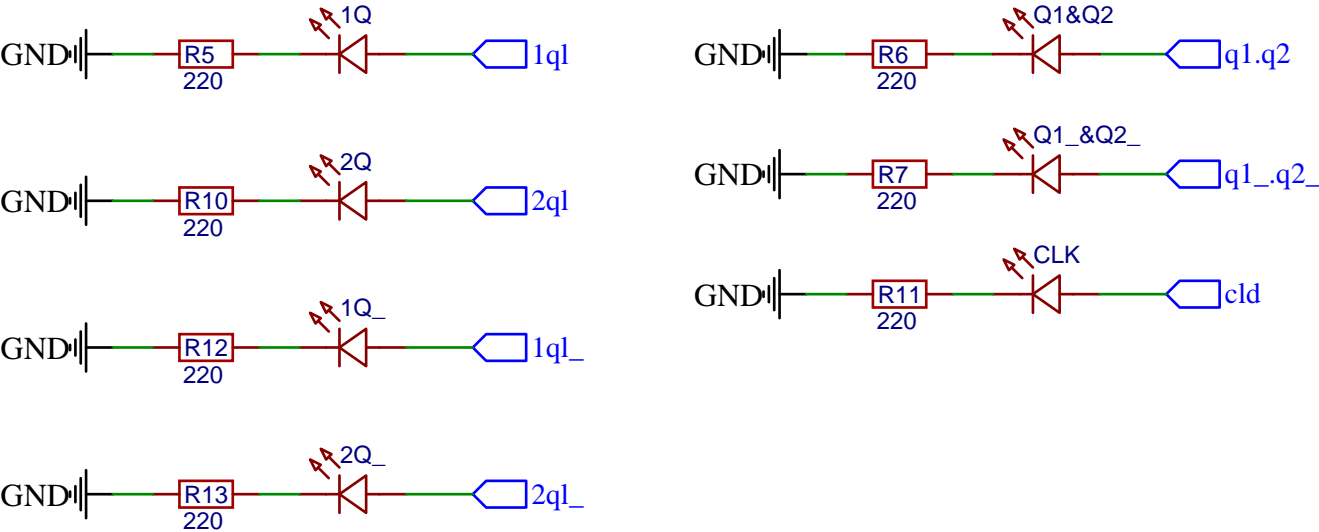 1Q
GND R5 1ql
220
2Q
GND R10 2ql
220
1Q_
GND R12 1ql_
220
2Q_
GND R13 2ql_
220
Q1&Q2
GND R6 q1.q2
220
Q1_&Q2_
GND R7 q1_.q2_
220
CLK
GND R11 cld
220